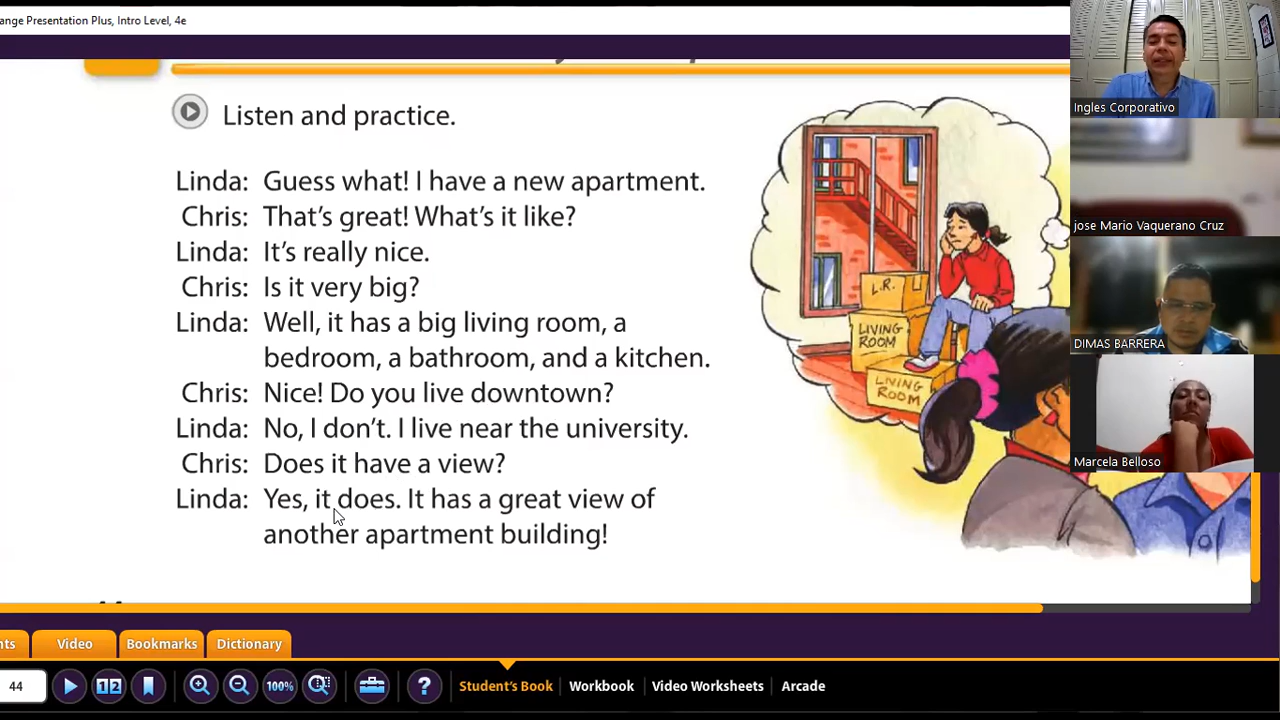 ange Presentation Plus, Intro Level, 4e
Ingles Corporativo
Listen and practice.
Linda: Guess what! I have a new apartment.
Chris: That's great! What's it like?
Linda: It's really nice.
Chris: Is it very big?
Linda: Well, it has a big living room, a
bedroom, a bathroom, and a kitchen.
Chris: Nice! Do you live downtown?
Linda: No, I don't. I live near the university.
Chris: Does it have a view?
Linda: Yes, it does. It has a great view of
another apartment building!
L.R.
LIVING
ROOM
LIVING
ROOM
jose Mario Vaquerano Cruz
DIMAS BARRERA
Marcela Belloso
nts Video Bookmarks Dictionary
44 1 2 100% ? Student's Book Workbook Video Worksheets Arcade